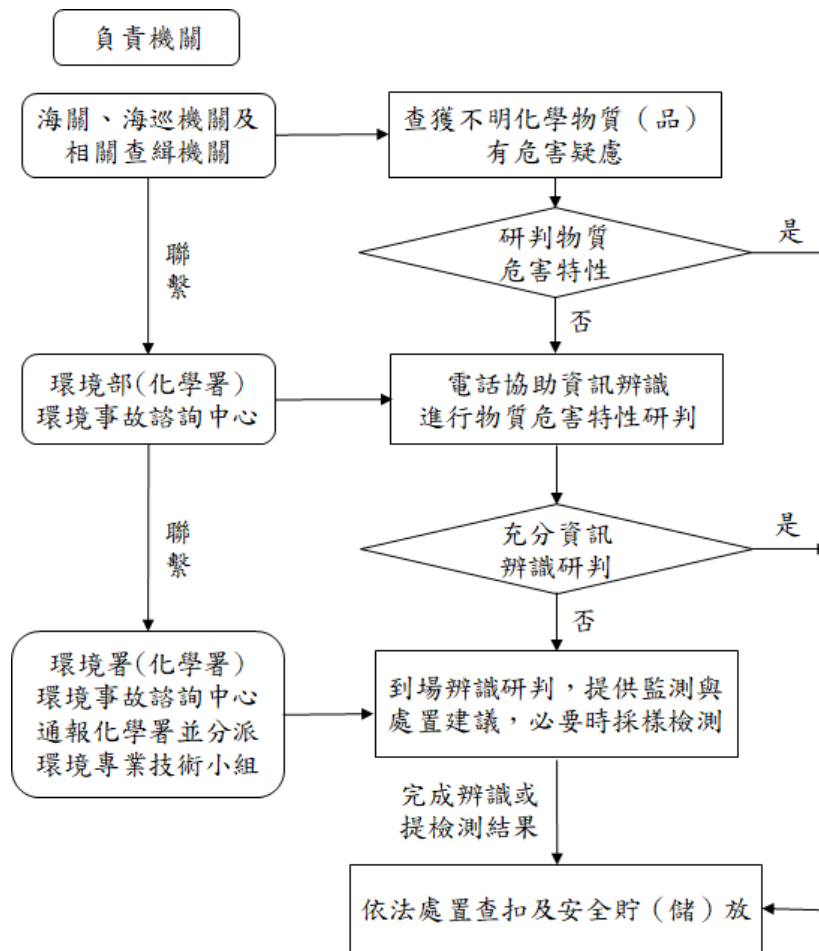 負責機關
海關、海巡機關及
相關查緝機關
查獲不明化學物質（品）
有危害疑慮
研判物質
危害特性
是
聯
繫
否
環境部(化學署)
環境事故諮詢中心
電話協助資訊辨識
進行物質危害特性研判
聯
繫
充分資訊
辨識研判
是
否
環境署(化學署)
環境事故諮詢中心
通報化學署並分派
環境專業技術小組
到場辨識研判，提供監測與
處置建議，必要時採樣檢測
完成辨識或
提檢測結果
依法處置查扣及安全貯（儲）放